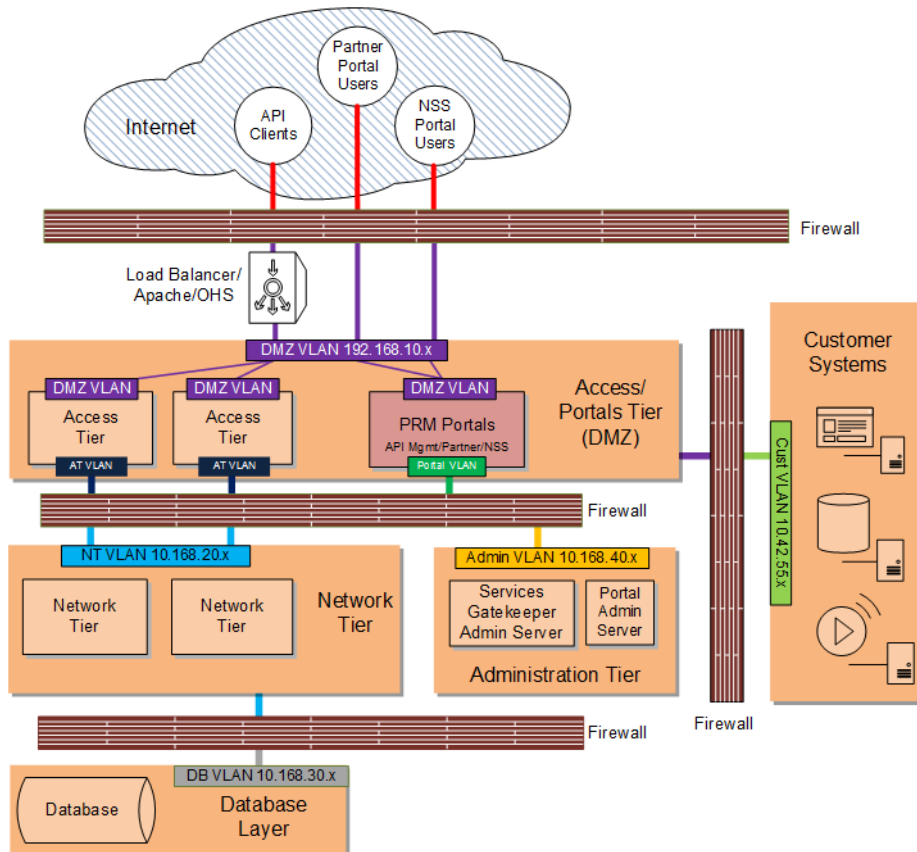 Partner
Portal
Users
API
Clients
NSS
Portal
Users
Internet
Firewall
Load Balancer/
Apache/OHS
DMZ VLAN 192.168.10.x
DMZ VLAN
Access
Tier
AT VLAN
DMZ VLAN
Access
Tier
AT VLAN
DMZ VLAN
PRM Portals
API Mgmt/Partner/NSS
Portal VLAN
Access/
Portals Tier
(DMZ)
Customer
Systems
Cust VLAN 10.42.55.x
Firewall
Firewall
NT VLAN 10.168.20.x
Network
Tier
Network
Tier
Network
Tier
Admin VLAN 10.168.40.x
Services
Gatekeeper
Admin Server
Portal
Admin
Server
Administration Tier
Firewall
DB VLAN 10.168.30.x
Database
Database
Layer